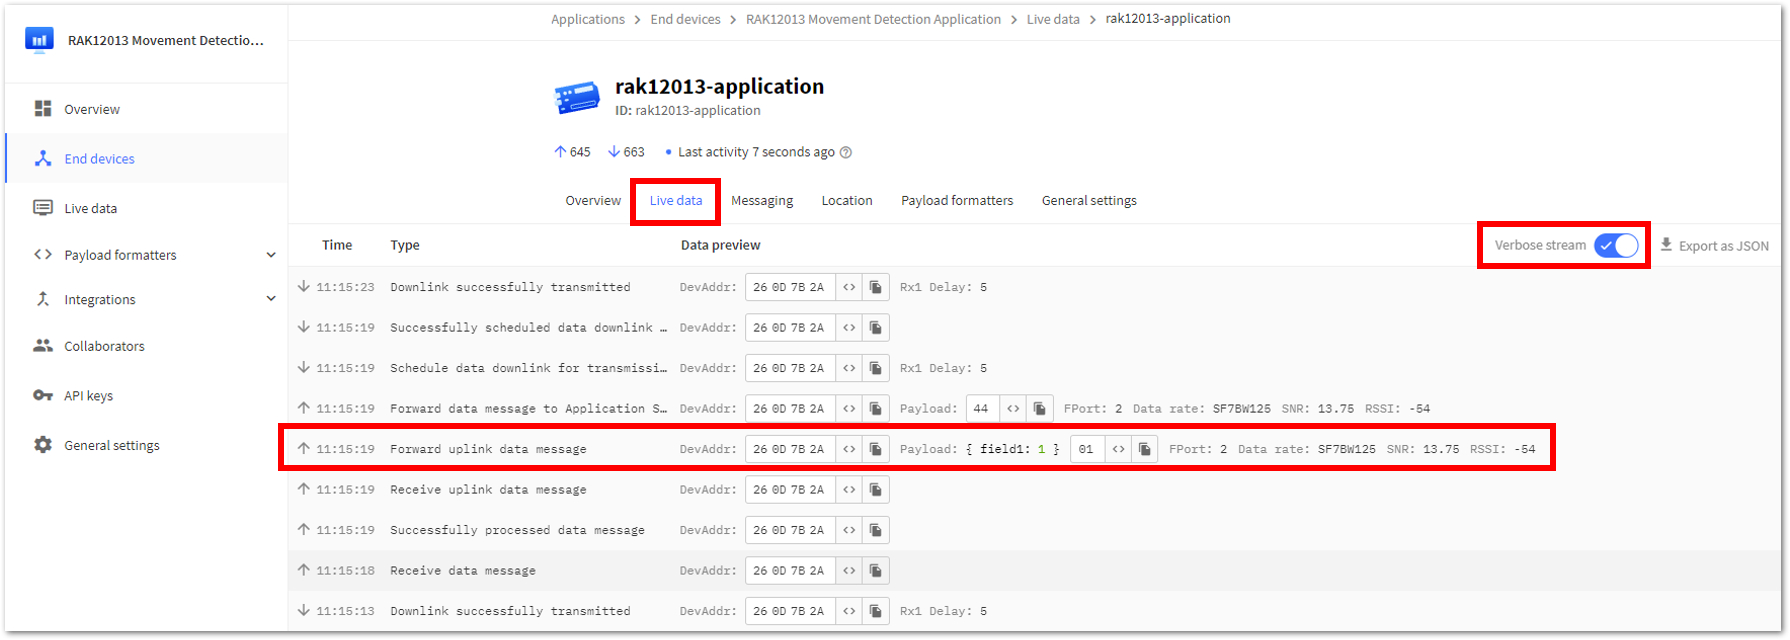 Applications > End devices > RAK12013 Movement Detection Application > Live data > rak12013-application
RAK12013 Movement Detectio...
Overview
End devices
Live data
Payload formatters
Integrations
Collaborators
API keys
General settings
rak12013-application
ID: rak12013-application
↑ 645 ↓ 663 • Last activity 7 seconds ago
Overview Live data Messaging Location Payload formatters General settings
Time Type Data preview Verbose stream Export as JSON
↓ 11:15:23 Downlink successfully transmitted DevAddr: 26 0D 7B 2A <> Rx1 Delay: 5
↓ 11:15:19 Successfully scheduled data downlink … DevAddr: 26 0D 7B 2A <>
↓ 11:15:19 Schedule data downlink for transmissi… DevAddr: 26 0D 7B 2A <> Rx1 Delay: 5
↑ 11:15:19 Forward data message to Application S… DevAddr: 26 0D 7B 2A <> Payload: 44 <> FPort: 2 Data rate: SF7BW125 SNR: 13.75 RSSI: -54
↑ 11:15:19 Forward uplink data message DevAddr: 26 0D 7B 2A <> Payload: { field1: 1 } 01 <> FPort: 2 Data rate: SF7BW125 SNR: 13.75 RSSI: -54
↑ 11:15:19 Receive uplink data message DevAddr: 26 0D 7B 2A <>
↑ 11:15:19 Successfully processed data message DevAddr: 26 0D 7B 2A <>
↑ 11:15:18 Receive data message DevAddr: 26 0D 7B 2A <>
↓ 11:15:13 Downlink successfully transmitted DevAddr: 26 0D 7B 2A <> Rx1 Delay: 5